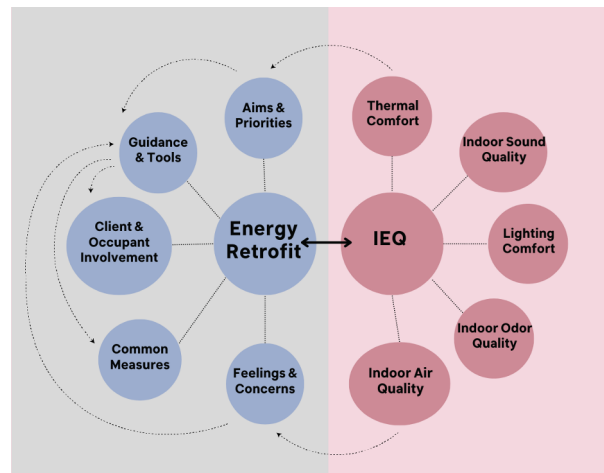 Aims &
Priorities
Guidance
& Tools
Client &
Occupant
Involvement
Common
Measures
Feelings &
Concerns
Energy
Retrofit
IEQ
Thermal
Comfort
Indoor Sound
Quality
Lighting
Comfort
Indoor Odor
Quality
Indoor Air
Quality